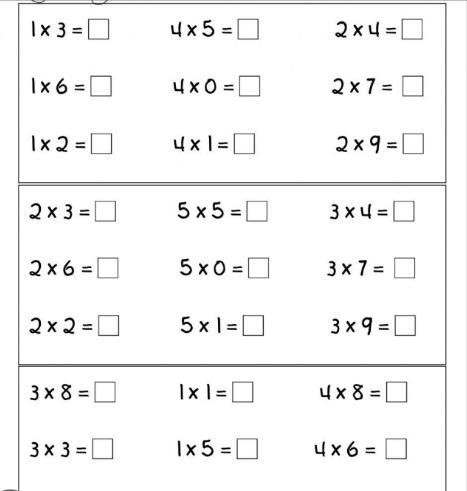 1 x 3 = □ 4 x 5 = □ 2 x 4 = □
1 x 6 = □ 4 x 0 = □ 2 x 7 = □
1 x 2 = □ 4 x 1 = □ 2 x 9 = □
2 x 3 = □ 5 x 5 = □ 3 x 4 = □
2 x 6 = □ 5 x 0 = □ 3 x 7 = □
2 x 2 = □ 5 x 1 = □ 3 x 9 = □
3 x 8 = □ 1 x 1 = □ 4 x 8 = □
3 x 3 = □ 1 x 5 = □ 4 x 6 = □